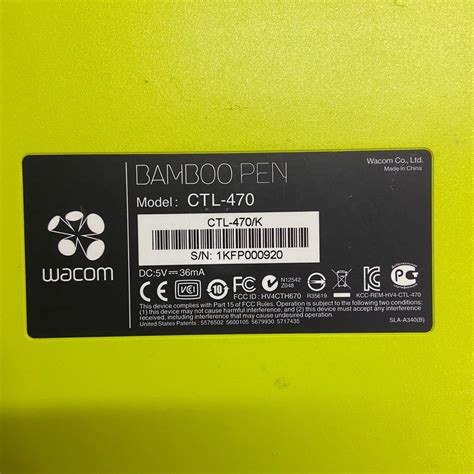 BAMBOO PEN
Wacom Co., Ltd.
Made in China
Model: CTL-470
CTL-470/K
S/N: 1KFP000920
wacom
DC:5V⎓36mA
CE VCI 10 FC N12542
Z048
FCC ID : HV4CTH670
R35619
KCC-REM-HV4-CTL-470
This device complies with Part 15 of FCC Rules. Operation is subject to the following two conditions.
(1) this device may not cause harmful interference, and (2) this device must accept any interference
received, including interference that may cause undesired operation.
United States Patents : 5576502 5600105 5679930 5717435
SLA-A340(B)